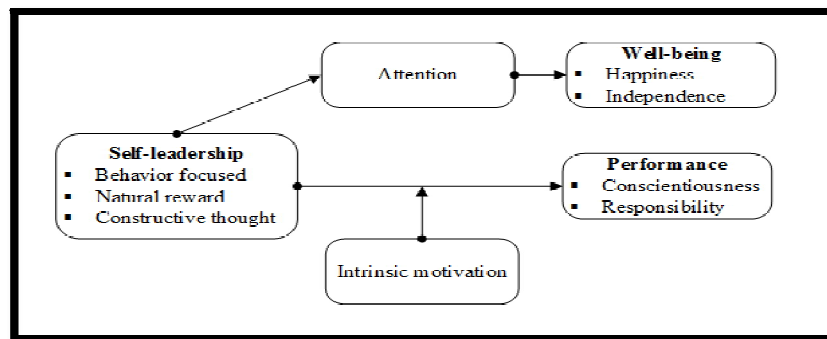 Attention
Well-being
▪ Happiness
▪ Independence
Self-leadership
▪ Behavior focused
▪ Natural reward
▪ Constructive thought
Performance
▪ Conscientiousness
▪ Responsibility
Intrinsic motivation